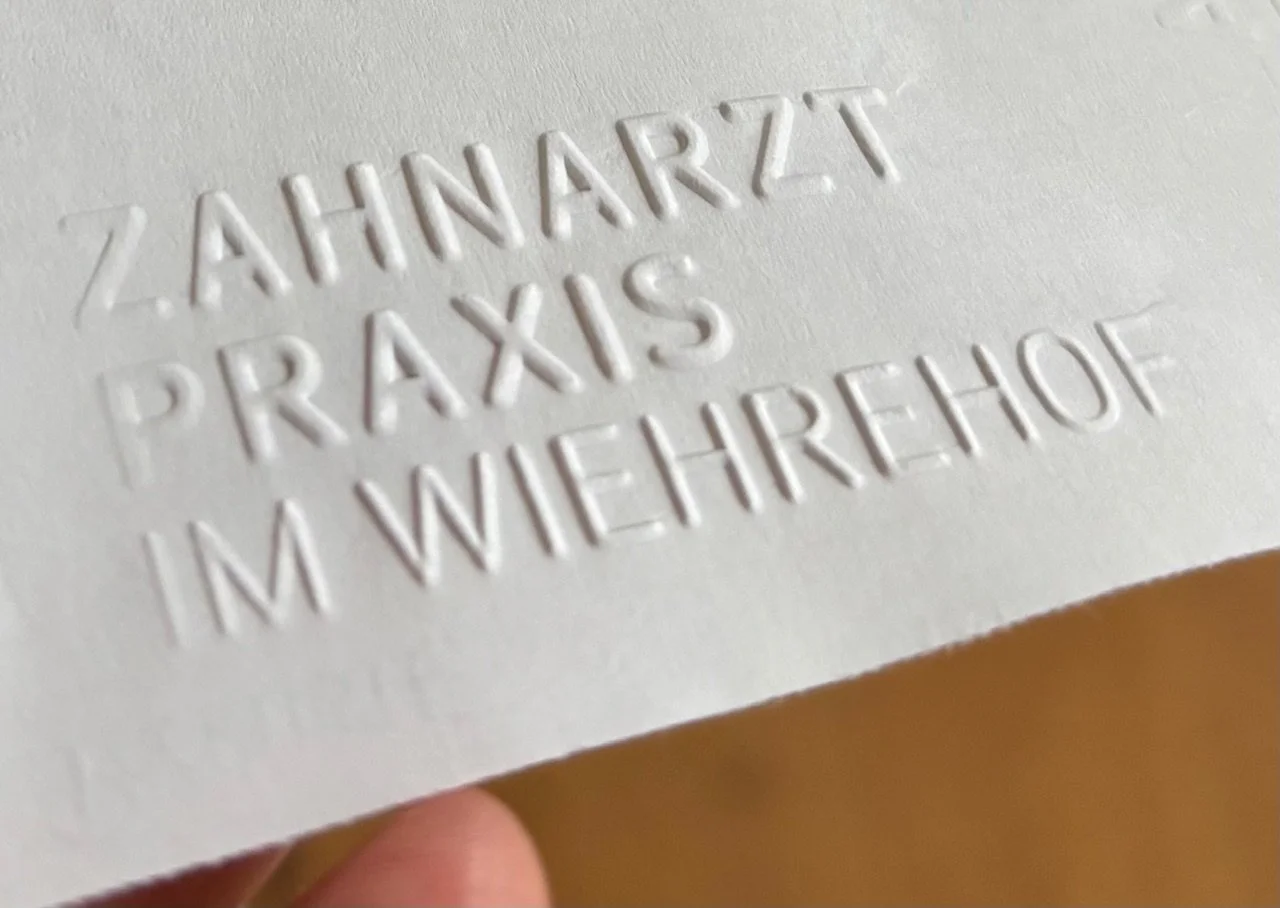 ZAHNARZT
PRAXIS
IM WIEHREHOF